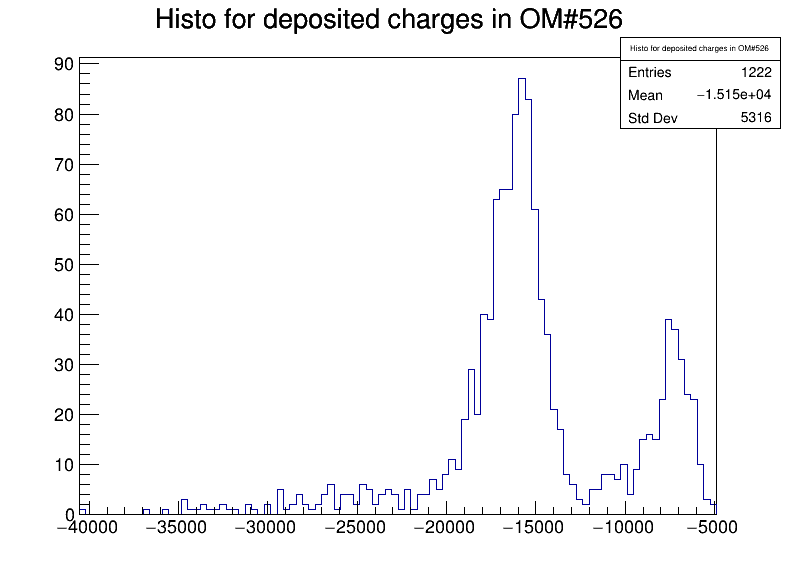 Histo for deposited charges in OM#526
Histo for deposited charges in OM#526
Entries 1222
Mean −1.515e+04
Std Dev 5316
90
80
70
60
50
40
30
20
10
0
−40000 −35000 −30000 −25000 −20000 −15000 −10000 −5000